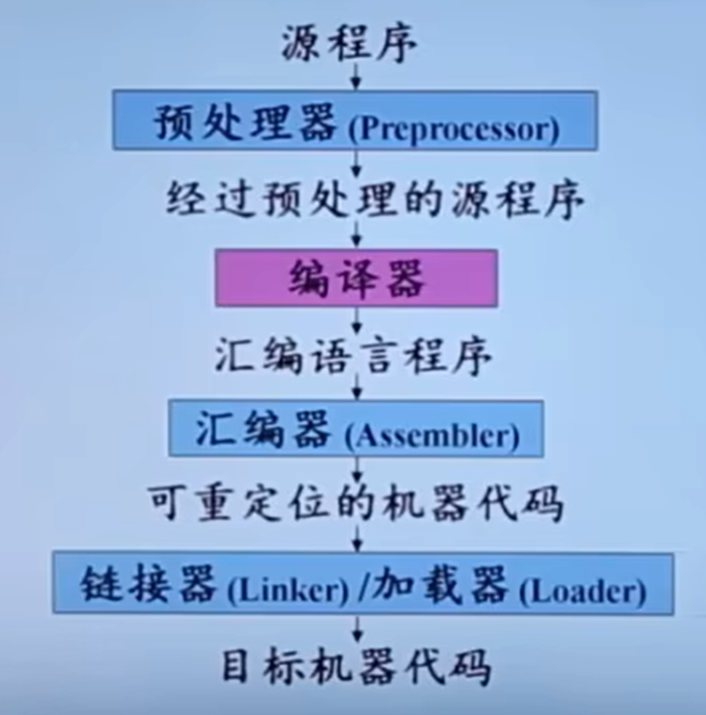 源程序
预处理器 (Preprocessor)
经过预处理的源程序
编译器
汇编语言程序
汇编器 (Assembler)
可重定位的机器代码
链接器 (Linker) /加载器 (Loader)
目标机器代码